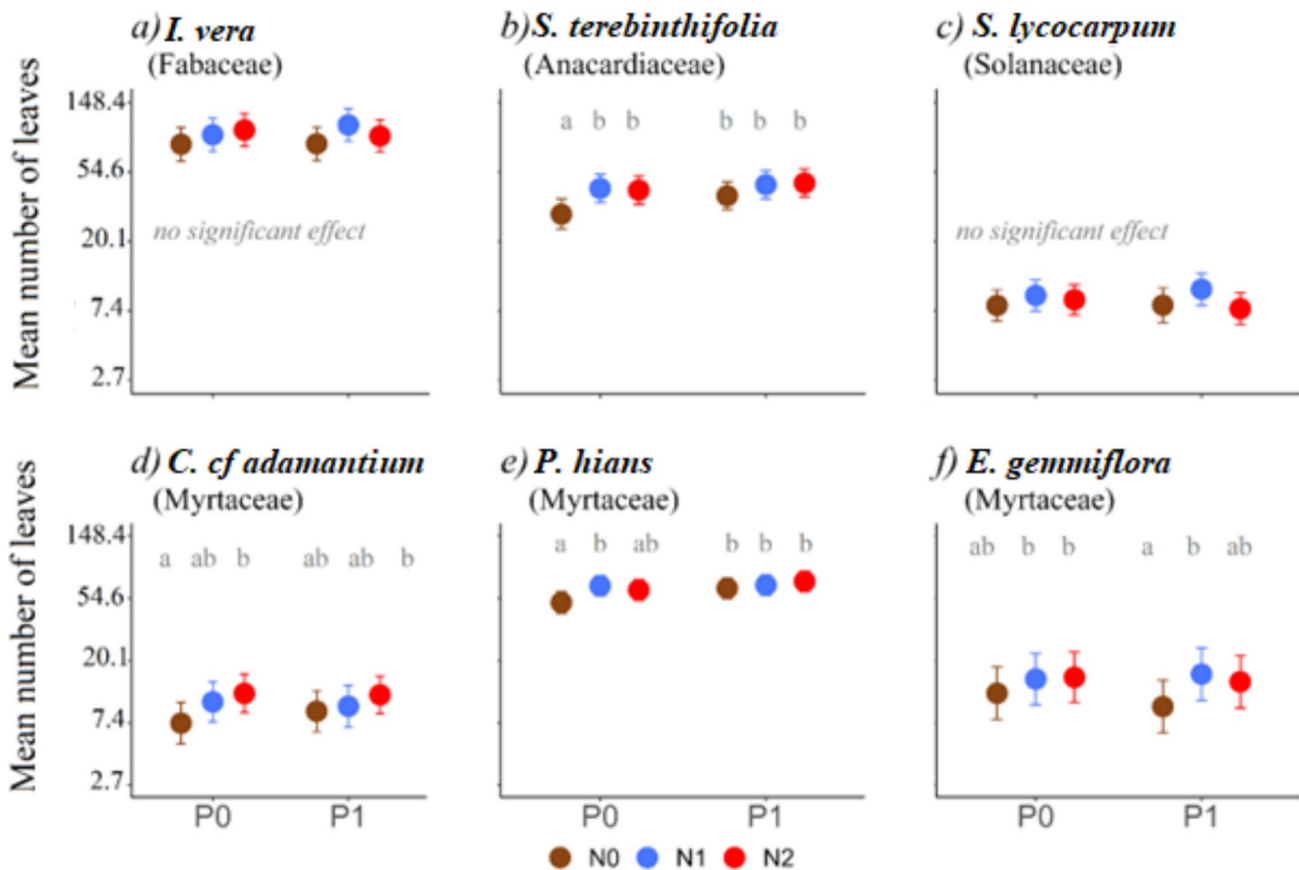 a) I. vera
(Fabaceae)
b) S. terebinthifolia
(Anacardiaceae)
c) S. lycocarpum
(Solanaceae)
Mean number of leaves
148.4
54.6
20.1
7.4
2.7
no significant effect
a b b b b b
no significant effect
d) C. cf adamantium
(Myrtaceae)
e) P. hians
(Myrtaceae)
f) E. gemmiflora
(Myrtaceae)
Mean number of leaves
148.4
54.6
20.1
7.4
2.7
a ab b ab ab b
a b ab b b b
ab b b a b ab
P0 P1
P0 P1
P0 P1
N0 N1 N2